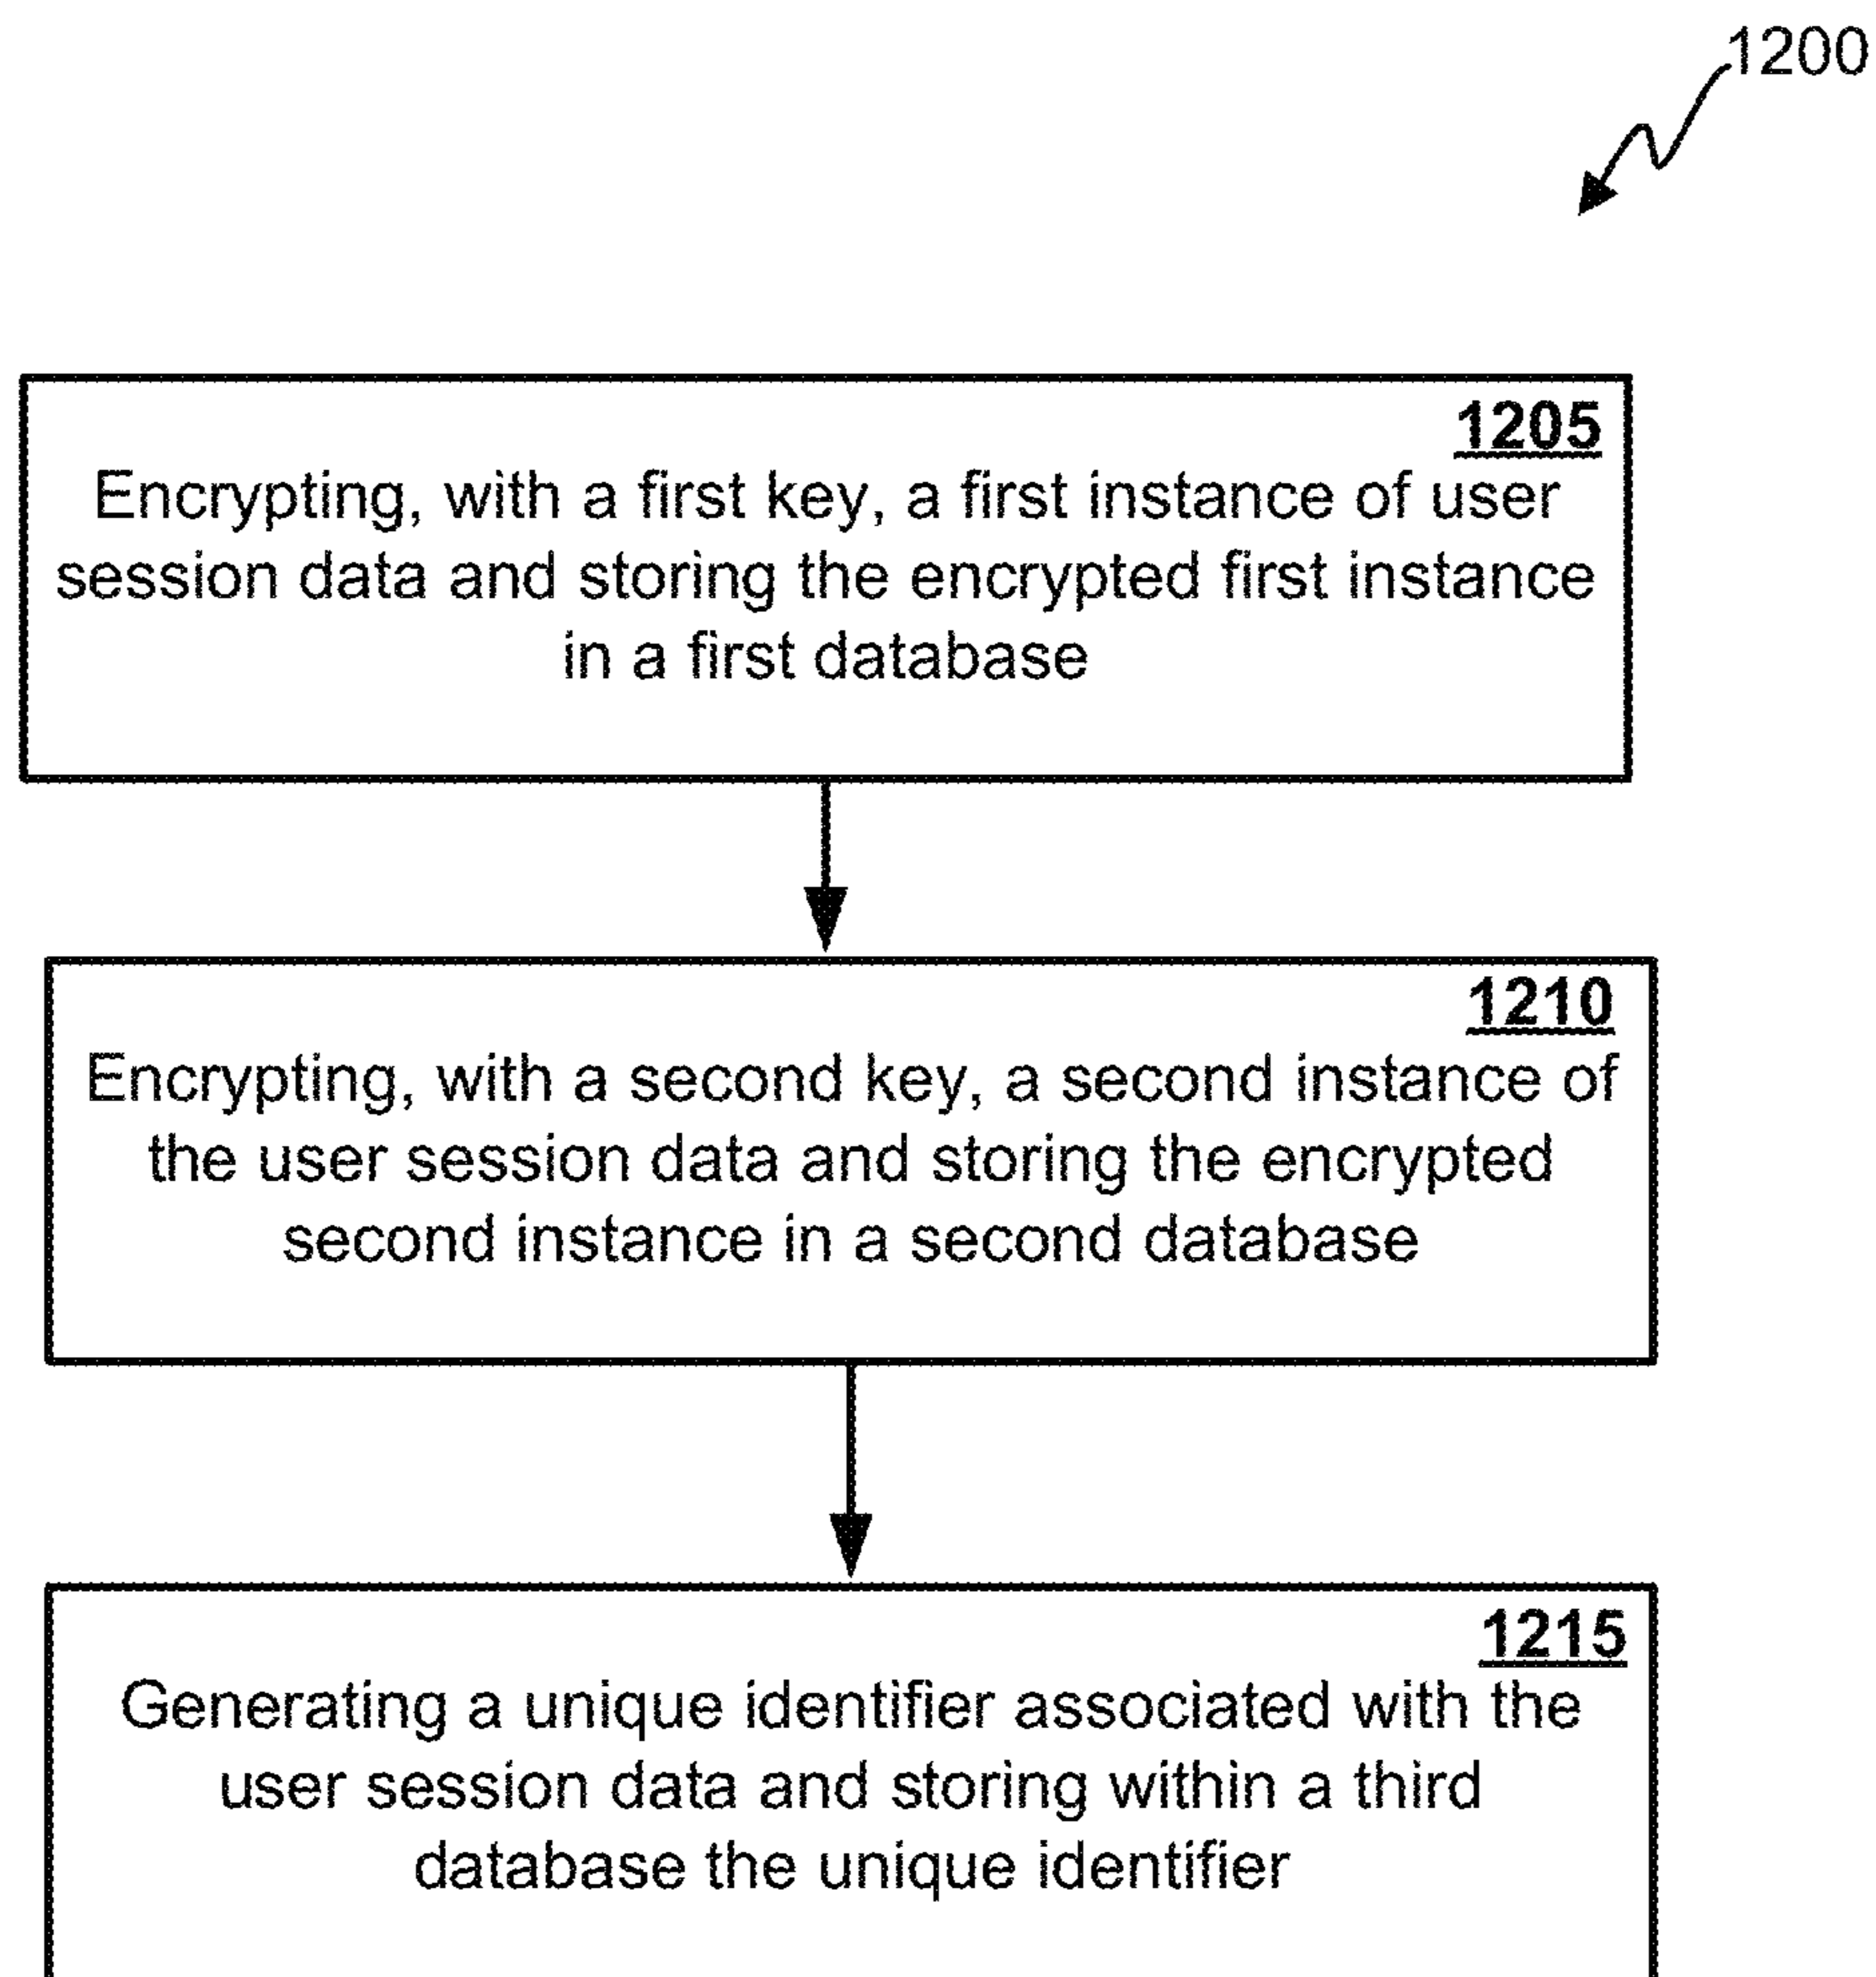 1200
1205
Encrypting, with a first key, a first instance of user
session data and storing the encrypted first instance
in a first database
1210
Encrypting, with a second key, a second instance of
the user session data and storing the encrypted
second instance in a second database
1215
Generating a unique identifier associated with the
user session data and storing within a third
database the unique identifier